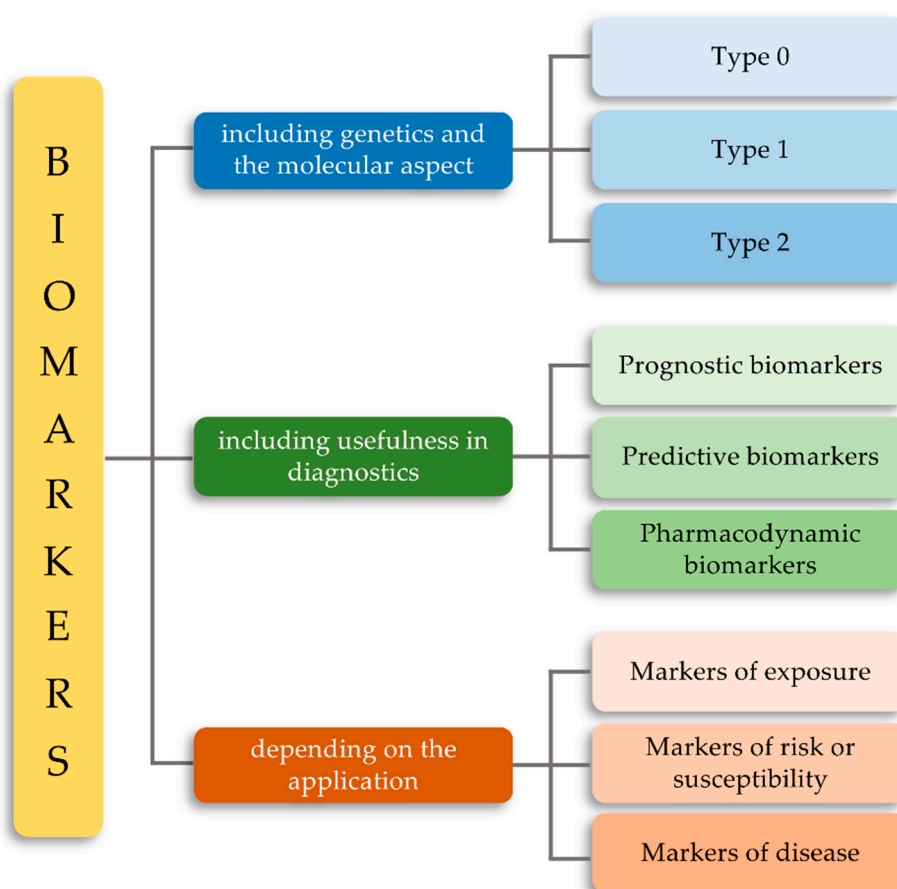 BIOMARKERS
including genetics and
the molecular aspect
Type 0
Type 1
Type 2
including usefulness in
diagnostics
Prognostic biomarkers
Predictive biomarkers
Pharmacodynamic
biomarkers
depending on the
application
Markers of exposure
Markers of risk or
susceptibility
Markers of disease